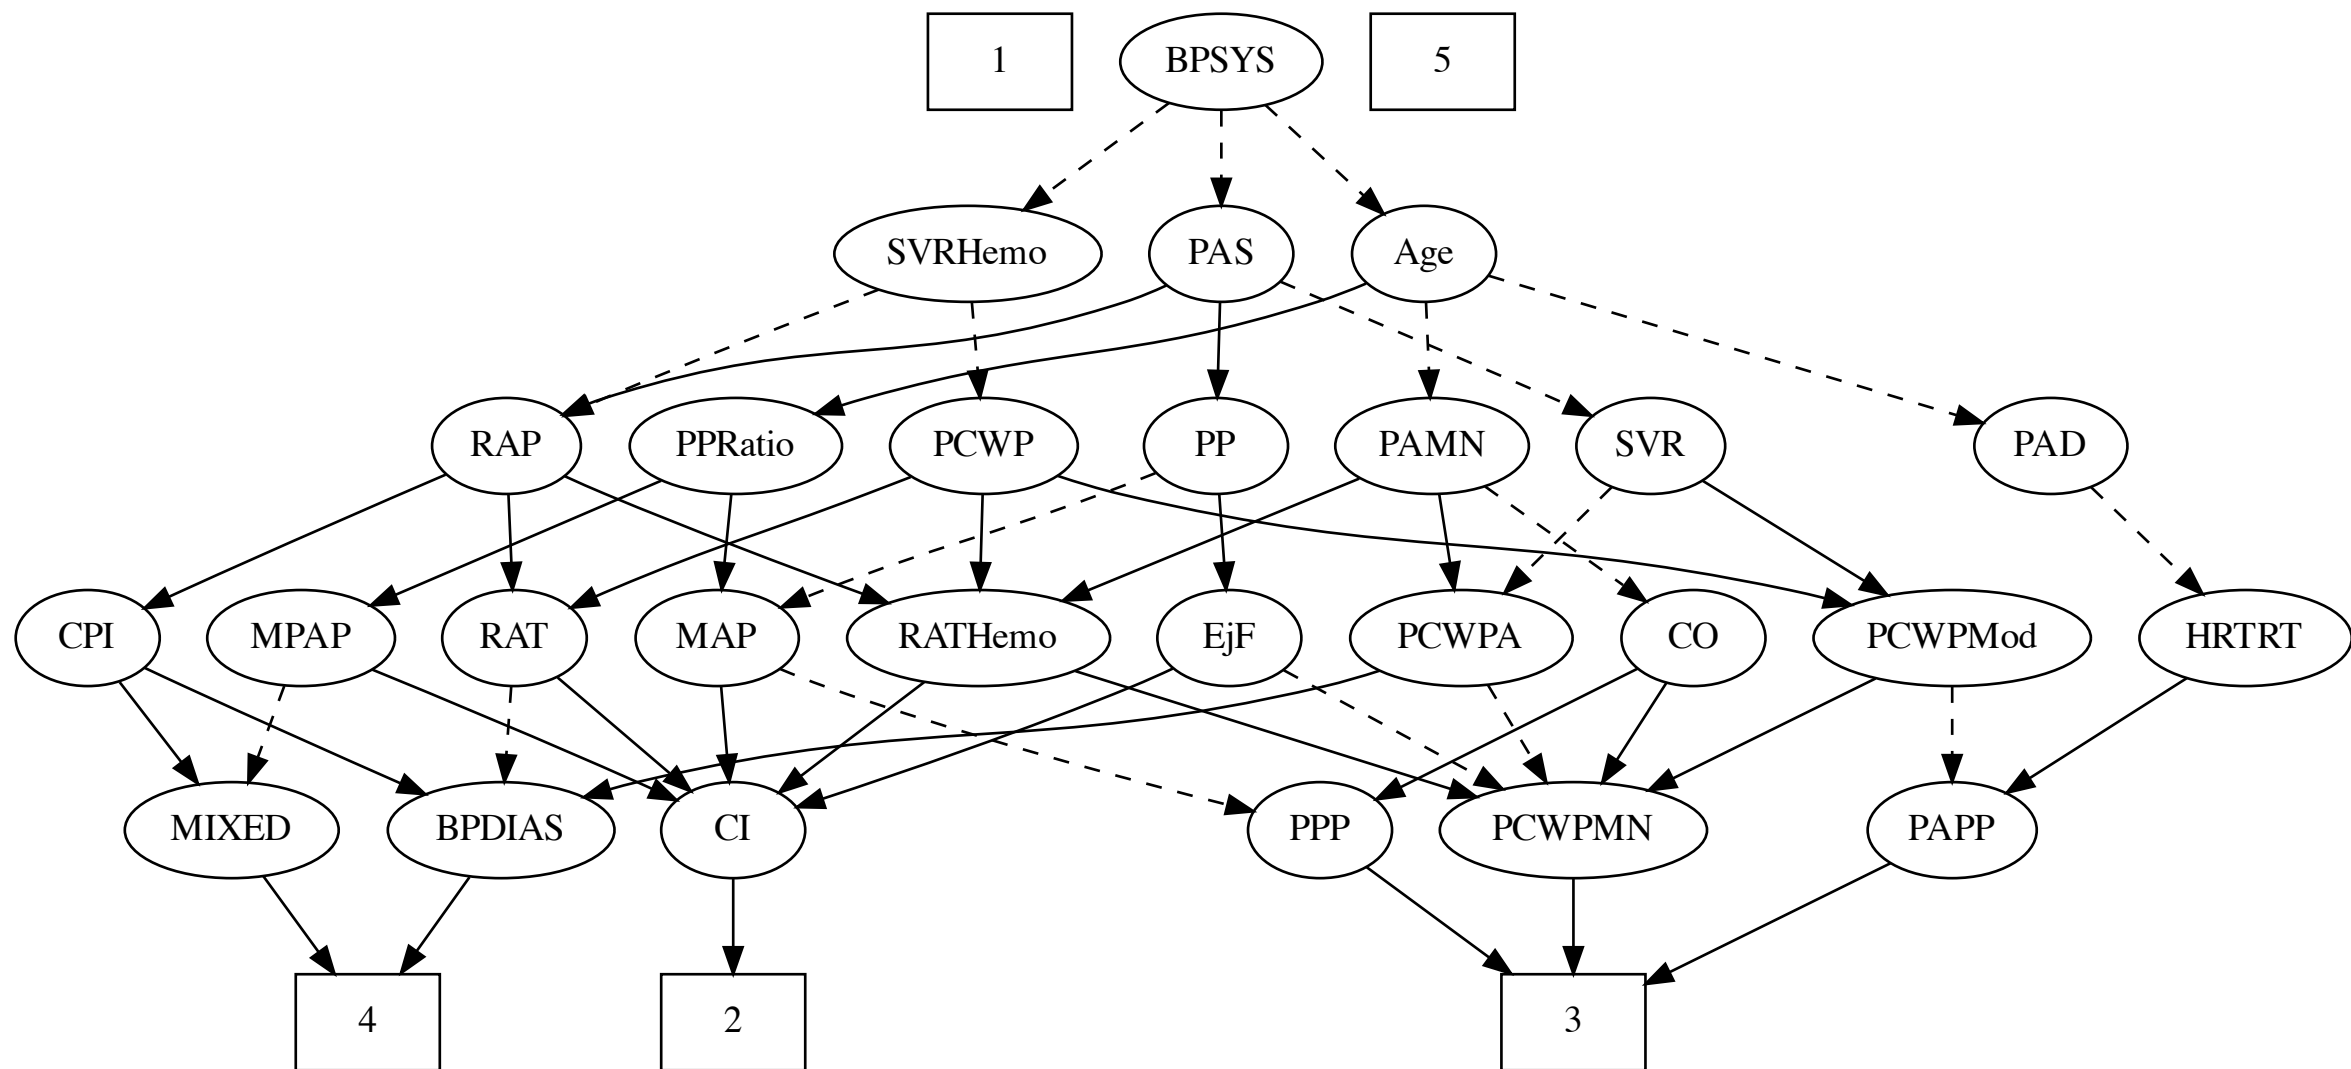 1
BPSYS
5
SVRHemo
PAS
Age
RAP
PPRatio
PCWP
PP
PAMN
SVR
PAD
CPI
MPAP
RAT
MAP
RATHemo
EjF
PCWPA
CO
PCWPMod
HRTRT
MIXED
BPDIAS
CI
PPP
PCWPMN
PAPP
4
2
3